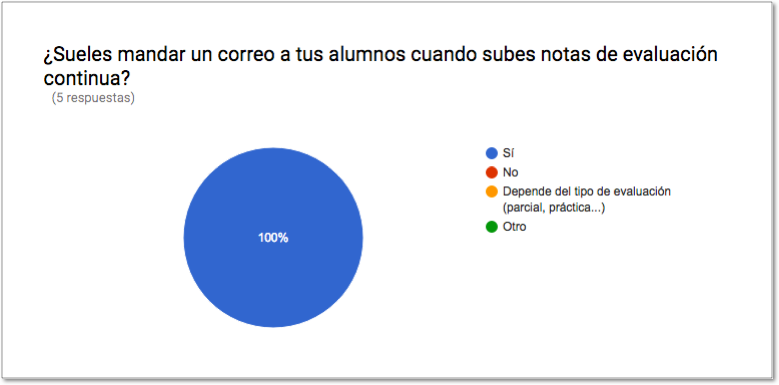 ¿Sueles mandar un correo a tus alumnos cuando subes notas de evaluación
continua?
(5 respuestas)
100%
Sí
No
Depende del tipo de evaluación
(parcial, práctica...)
Otro